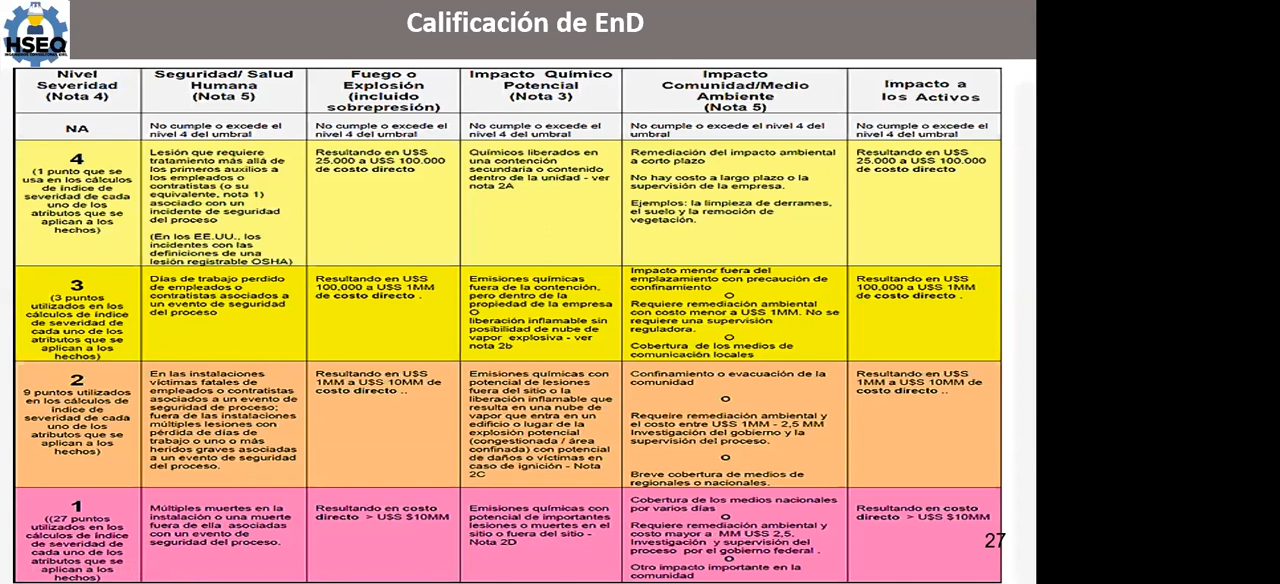 HSEQ
Calificación de EnD
Nivel
Severidad
(Nota 4)
Seguridad/ Salud
Humana
(Nota 5)
Fuego o
Explosión
(incluido
sobrepresión)
Impacto Químico
Potencial
(Nota 3)
Impacto
Comunidad/Medio
Ambiente
(Nota 5)
Impacto a
los Activos
NA
No cumple o excede el
nivel 4 del umbral
No cumple o excede el
nivel 4 del umbral
No cumple o excede el
nivel 4 del umbral
No cumple o excede el nivel 4 del
umbral
No cumple o excede el
nivel 4 del umbral
4
(1 punto que se
usa en los cálculos
de índice de
severidad de cada
uno de los
atributos que se
aplican a los
hechos)
Lesión que requiere
tratamiento más allá de
los primeros auxilios a
los empleados o
contratistas (o su
equivalente, nota 1)
asociado con un
incidente de seguridad
del proceso
(En los EE.UU., los
incidentes con las
definiciones de una
lesión registrable OSHA)
Resultando en U$S
25.000 a U$S 100.000
de costo directo
Químicos liberados en
una contención
secundaria o contenido
dentro de la unidad - ver
nota 2A
Remediación del impacto ambiental
a corto plazo
No hay costo a largo plazo o la
supervisión de la empresa.
Ejemplos: la limpieza de derrames,
el suelo y la remoción de
vegetación.
Resultando en U$S
25.000 a U$S 100.000
de costo directo
3
(3 puntos
utilizados en los
cálculos de índice
de severidad de
cada uno de los
atributos que se
aplican a los
hechos)
Días de trabajo perdido
de empleados o
contratistas asociados a
un evento de seguridad
del proceso
Resultando en U$S
100,000 a U$S 1MM
de costo directo .
Emisiones químicas
fuera de la contención,
pero dentro de la
propiedad de la empresa
O
liberación inflamable sin
posibilidad de nube de
vapor explosiva - ver
nota 2b
Impacto menor fuera del
emplazamiento con precaución de
confinamiento
O
Requiere remediación ambiental
con costo menor a U$S 1MM. No se
requiere una supervisión
reguladora.
O
Cobertura de los medios de
comunicación locales
Resultando en U$S
100,000 a U$S 1MM
de costo directo .
2
9 puntos utilizados
en los cálculos de
índice de
severidad de cada
uno de los
atributos que se
aplican a los
hechos)
En las instalaciones
víctimas fatales de
empleados o contratistas
asociados a un evento de
seguridad de proceso;
fuera de las instalaciones
múltiples lesiones con
pérdida de días de
trabajo o uno o más
heridos graves asociadas
a un evento de seguridad
del proceso.
Resultando en U$S
1MM a U$S 10MM de
costo directo ..
Emisiones químicas con
potencial de lesiones
fuera del sitio o la
liberación inflamable que
resulta en una nube de
vapor que entra en un
edificio o lugar de la
explosión potencial
(congestionada / área
confinada) con potencial
de daños o víctimas en
caso de ignición - Nota
2C
Confinamiento o evacuación de la
comunidad
O
Requeire remediación ambiental y
el costo entre U$S 1MM - 2,5 MM
Investigación del gobierno y la
supervisión del proceso.
O
Breve cobertura de medios de
regionales o nacionales.
Resultando en U$S
1MM a U$S 10MM de
costo directo ..
1
((27 puntos
utilizados en los
cálculos de índice
de severidad de
cada uno de los
atributos que se
aplican a los
hechos)
Múltiples muertes en la
instalación o una muerte
fuera de ella asociadas
con un evento de
seguridad del proceso.
Resultando en costo
directo > U$S $10MM
Emisiones químicas con
potencial de importantes
lesiones o muertes en el
sitio o fuera del sitio -
Nota 2D
Cobertura de los medios nacionales
por varios días
O
Requiere remediación ambiental y
costo mayor a MM U$S 2,5.
Investigación y supervisión del
proceso por el gobierno federal .
O
Otro impacto importante en la
comunidad
Resultando en costo
directo > U$S $10MM
27